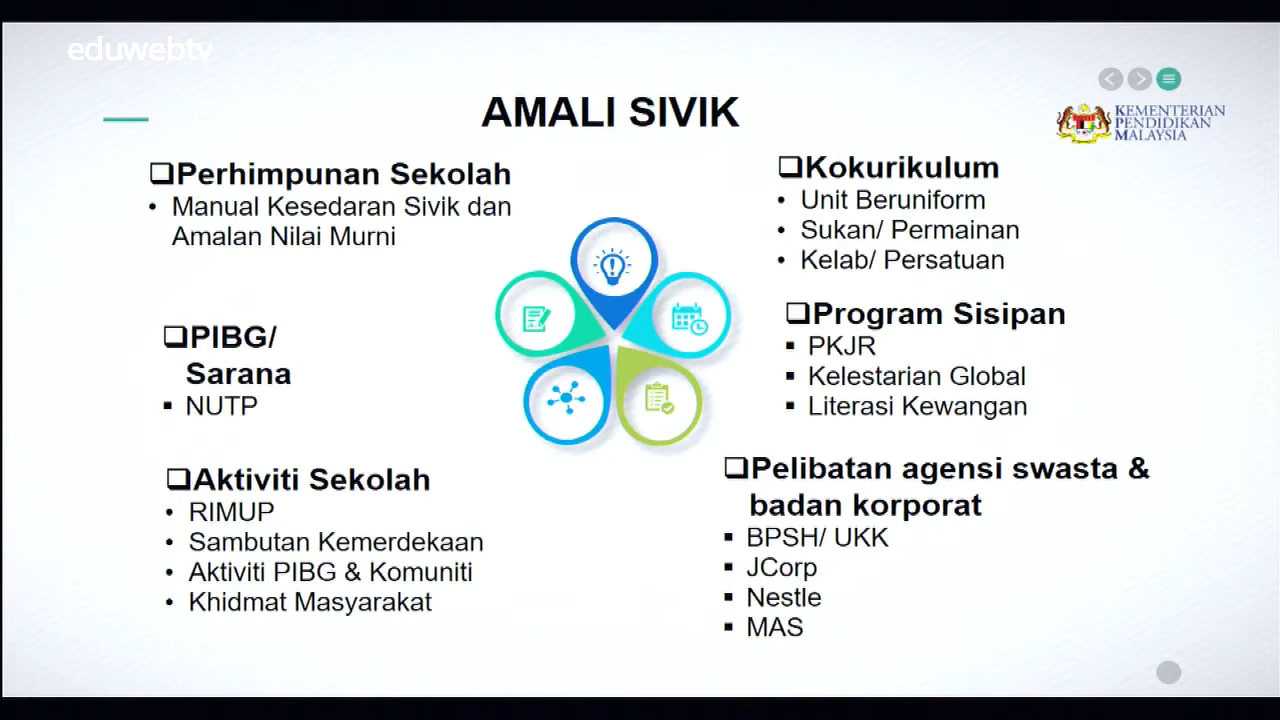 eduwebtv
AMALI SIVIK
KEMENTERIAN
PENDIDIKAN
MALAYSIA
❑Perhimpunan Sekolah
• Manual Kesedaran Sivik dan
Amalan Nilai Murni
❑PIBG/
Sarana
▪ NUTP
❑Aktiviti Sekolah
• RIMUP
• Sambutan Kemerdekaan
• Aktiviti PIBG & Komuniti
• Khidmat Masyarakat
❑Kokurikulum
• Unit Beruniform
• Sukan/ Permainan
• Kelab/ Persatuan
❑Program Sisipan
▪ PKJR
▪ Kelestarian Global
▪ Literasi Kewangan
❑Pelibatan agensi swasta &
badan korporat
▪ BPSH/ UKK
▪ JCorp
▪ Nestle
▪ MAS